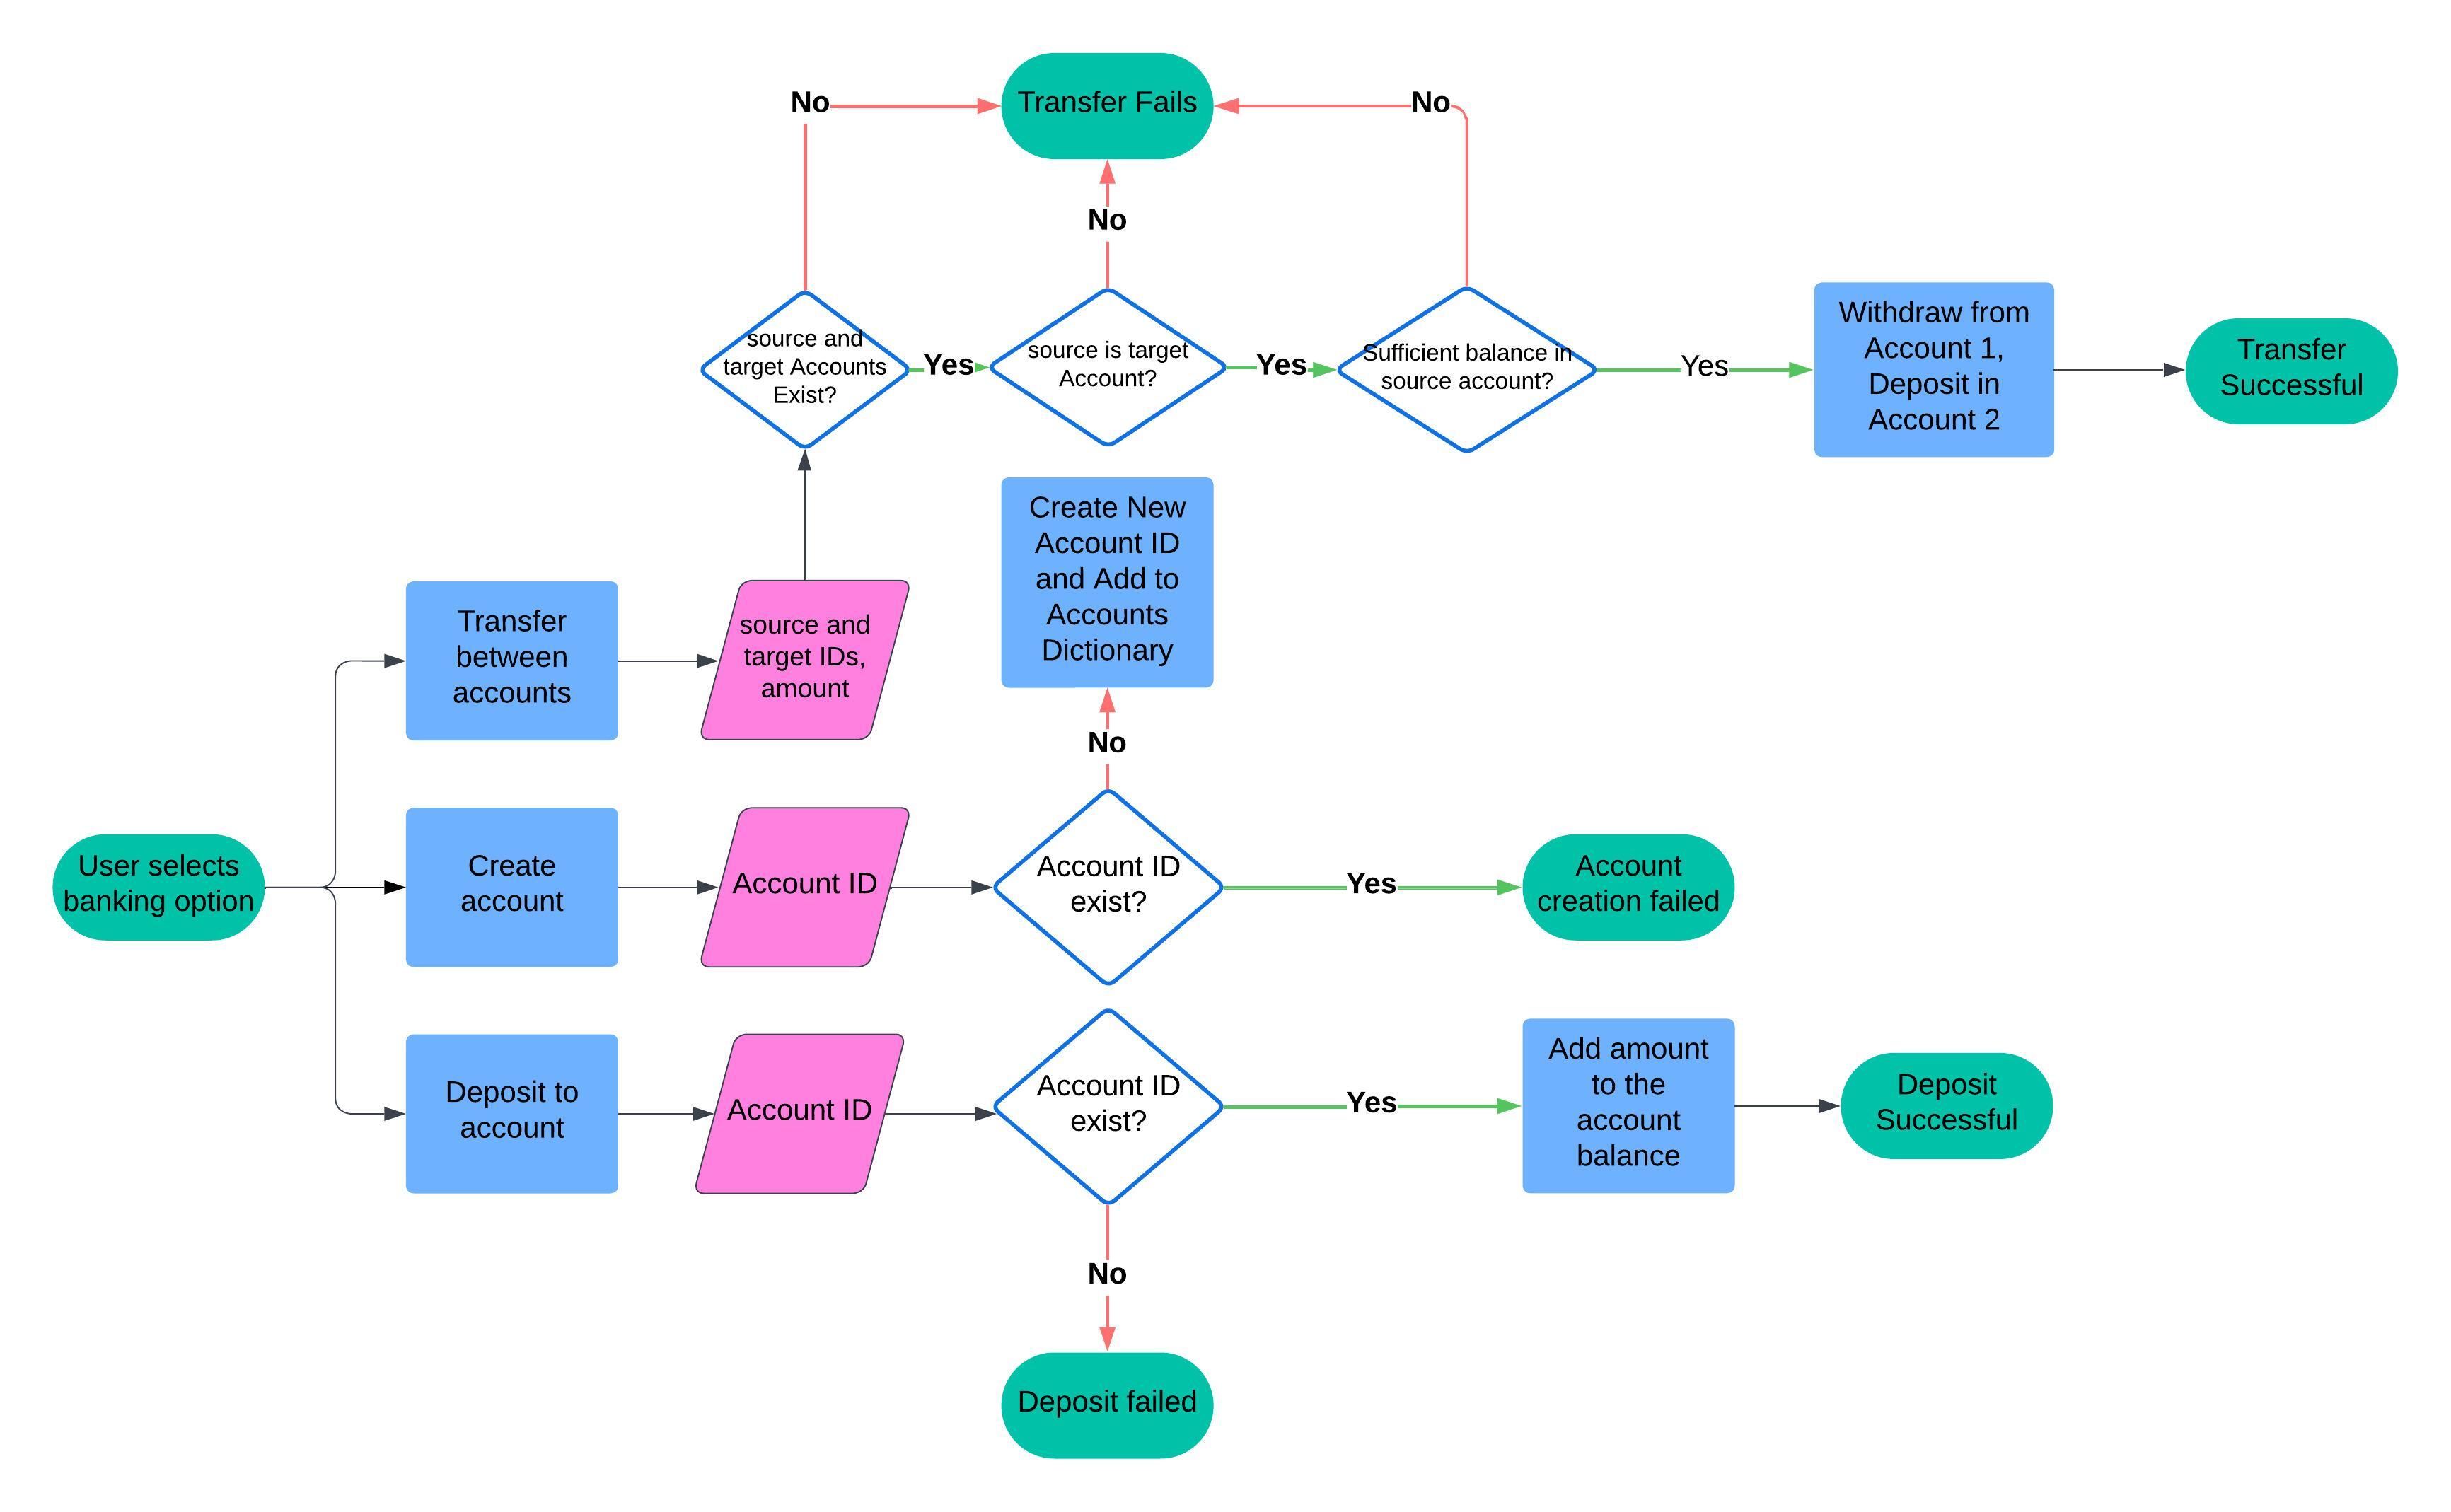 Transfer Fails
No
No
No
source and
target Accounts
Exist?
Yes
source is target
Account?
Yes
Sufficient balance in
source account?
Yes
Withdraw from
Account 1,
Deposit in
Account 2
Transfer
Successful
Create New
Account ID
and Add to
Accounts
Dictionary
Transfer
between
accounts
source and
target IDs,
amount
No
User selects
banking option
Create
account
Account ID
Account ID
exist?
Yes
Account
creation failed
Deposit to
account
Account ID
Account ID
exist?
Yes
Add amount
to the
account
balance
Deposit
Successful
No
Deposit failed